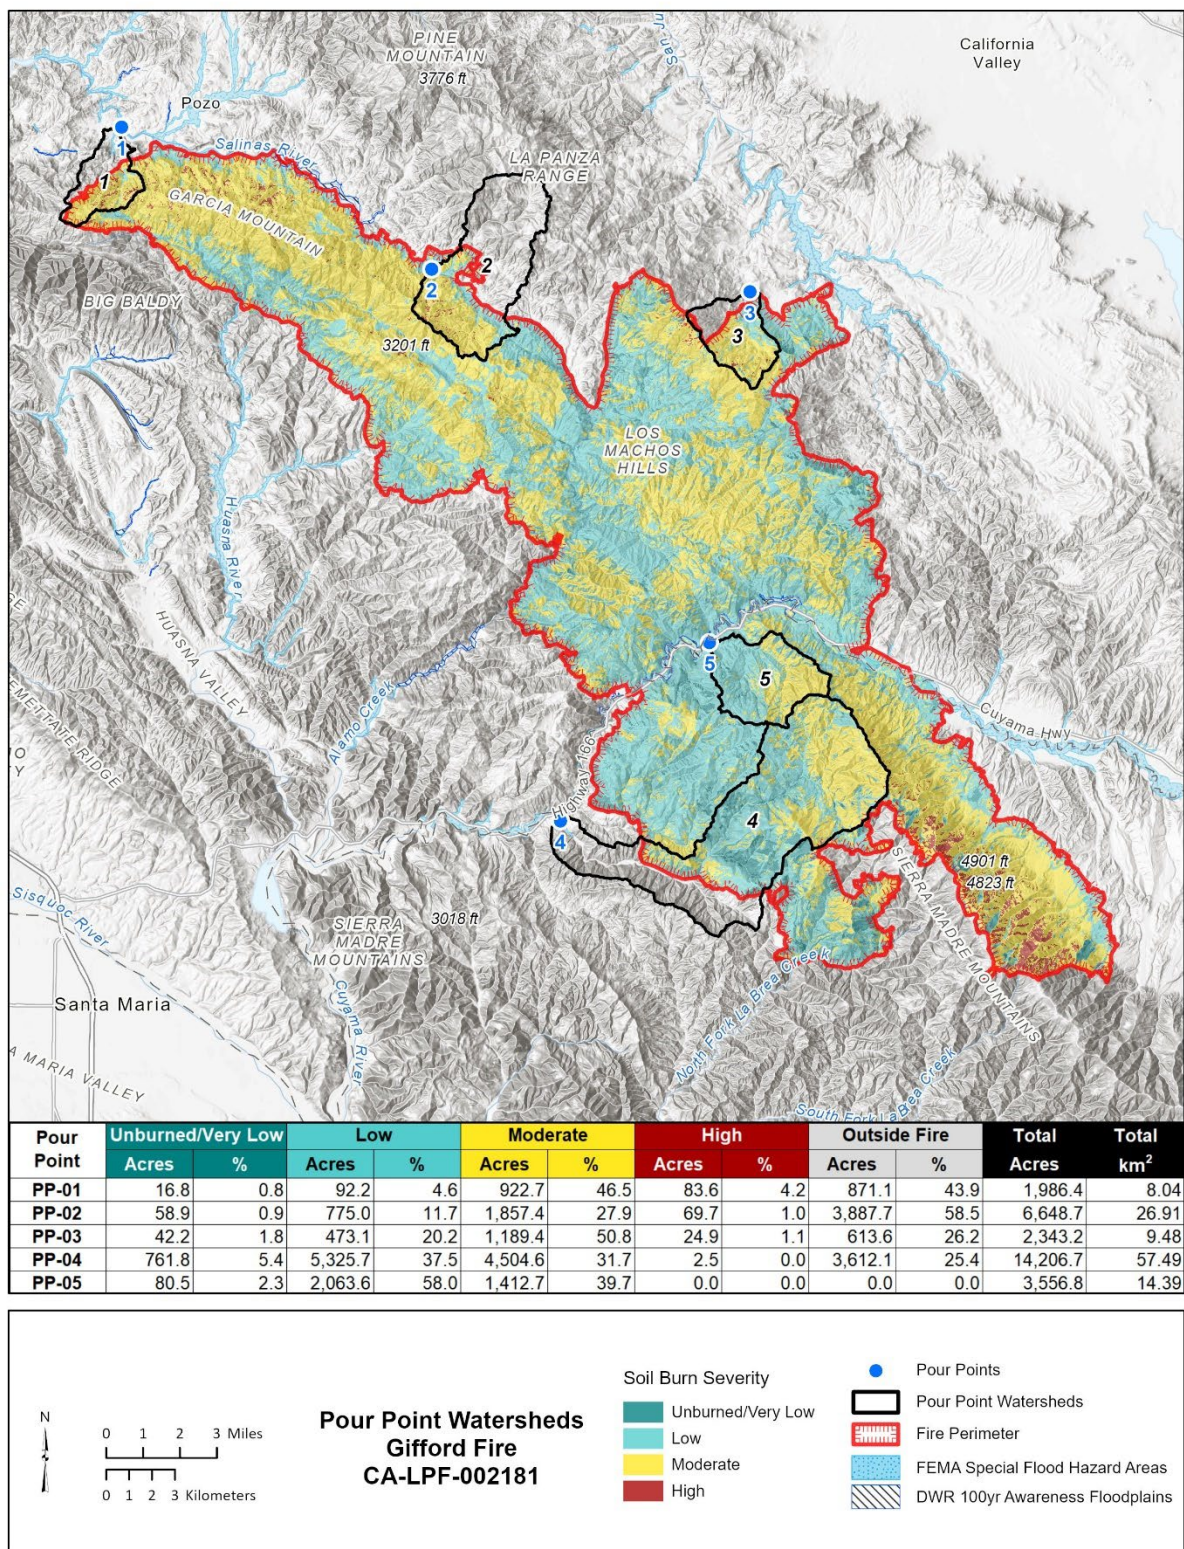 PINE
MOUNTAIN
3776 ft
San Ju
California
Valley
Pozo
1
1
Salinas River
LA PANZA
RANGE
GARCIA MOUNTAIN
2
2
BIG BALDY
3
3
3201 ft
LOS
MACHOS
HILLS
Huasna River
HUASNA VALLEY
Alamo Creek
5
5
Cuyama Hwy
EMETTATE RIDGE
Highway 166
4
4
4901 ft
4823 ft
SIERRA MADRE MOUNTAINS
Sisquoc River
SIERRA
MADRE
MOUNTAINS
3018 ft
Santa Maria
Cuyama River
North Fork La Brea Creek
A MARIA VALLEY
South Fork La Brea Creek
Pour Point Unburned/Very Low Low Moderate High Outside Fire Total Total
Acres % Acres % Acres % Acres % Acres % Acres km²
PP-01 16.8 0.8 92.2 4.6 922.7 46.5 83.6 4.2 871.1 43.9 1,986.4 8.04
PP-02 58.9 0.9 775.0 11.7 1,857.4 27.9 69.7 1.0 3,887.7 58.5 6,648.7 26.91
PP-03 42.2 1.8 473.1 20.2 1,189.4 50.8 24.9 1.1 613.6 26.2 2,343.2 9.48
PP-04 761.8 5.4 5,325.7 37.5 4,504.6 31.7 2.5 0.0 3,612.1 25.4 14,206.7 57.49
PP-05 80.5 2.3 2,063.6 58.0 1,412.7 39.7 0.0 0.0 0.0 0.0 3,556.8 14.39
N
0 1 2 3 Miles
0 1 2 3 Kilometers
Pour Point Watersheds
Gifford Fire
CA-LPF-002181
Soil Burn Severity
Unburned/Very Low
Low
Moderate
High
Pour Points
Pour Point Watersheds
Fire Perimeter
FEMA Special Flood Hazard Areas
DWR 100yr Awareness Floodplains